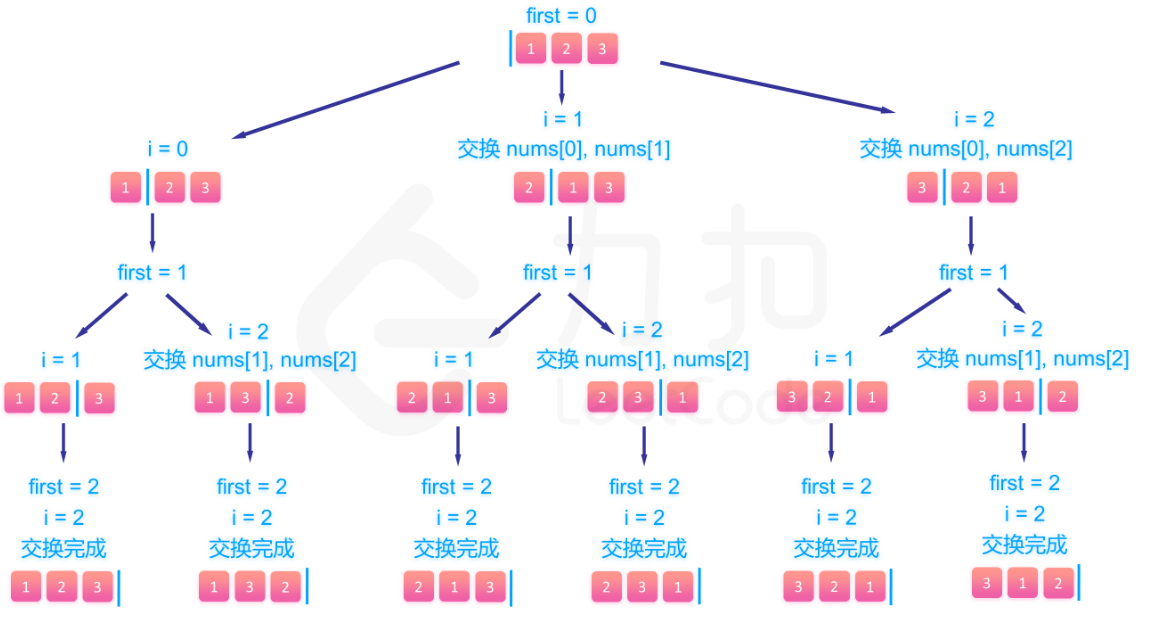 first = 0
1 2 3
i = 0
i = 1
交换 nums[0], nums[1]
i = 2
交换 nums[0], nums[2]
1 2 3
2 1 3
3 2 1
first = 1
first = 1
first = 1
i = 1
i = 2
交换 nums[1], nums[2]
i = 1
i = 2
交换 nums[1], nums[2]
i = 1
i = 2
交换 nums[1], nums[2]
1 2 3
1 3 2
2 1 3
2 3 1
3 2 1
3 1 2
first = 2
i = 2
交换完成
1 2 3
first = 2
i = 2
交换完成
1 3 2
first = 2
i = 2
交换完成
2 1 3
first = 2
i = 2
交换完成
2 3 1
first = 2
i = 2
交换完成
3 2 1
first = 2
i = 2
交换完成
3 1 2
力扣
LeetCode